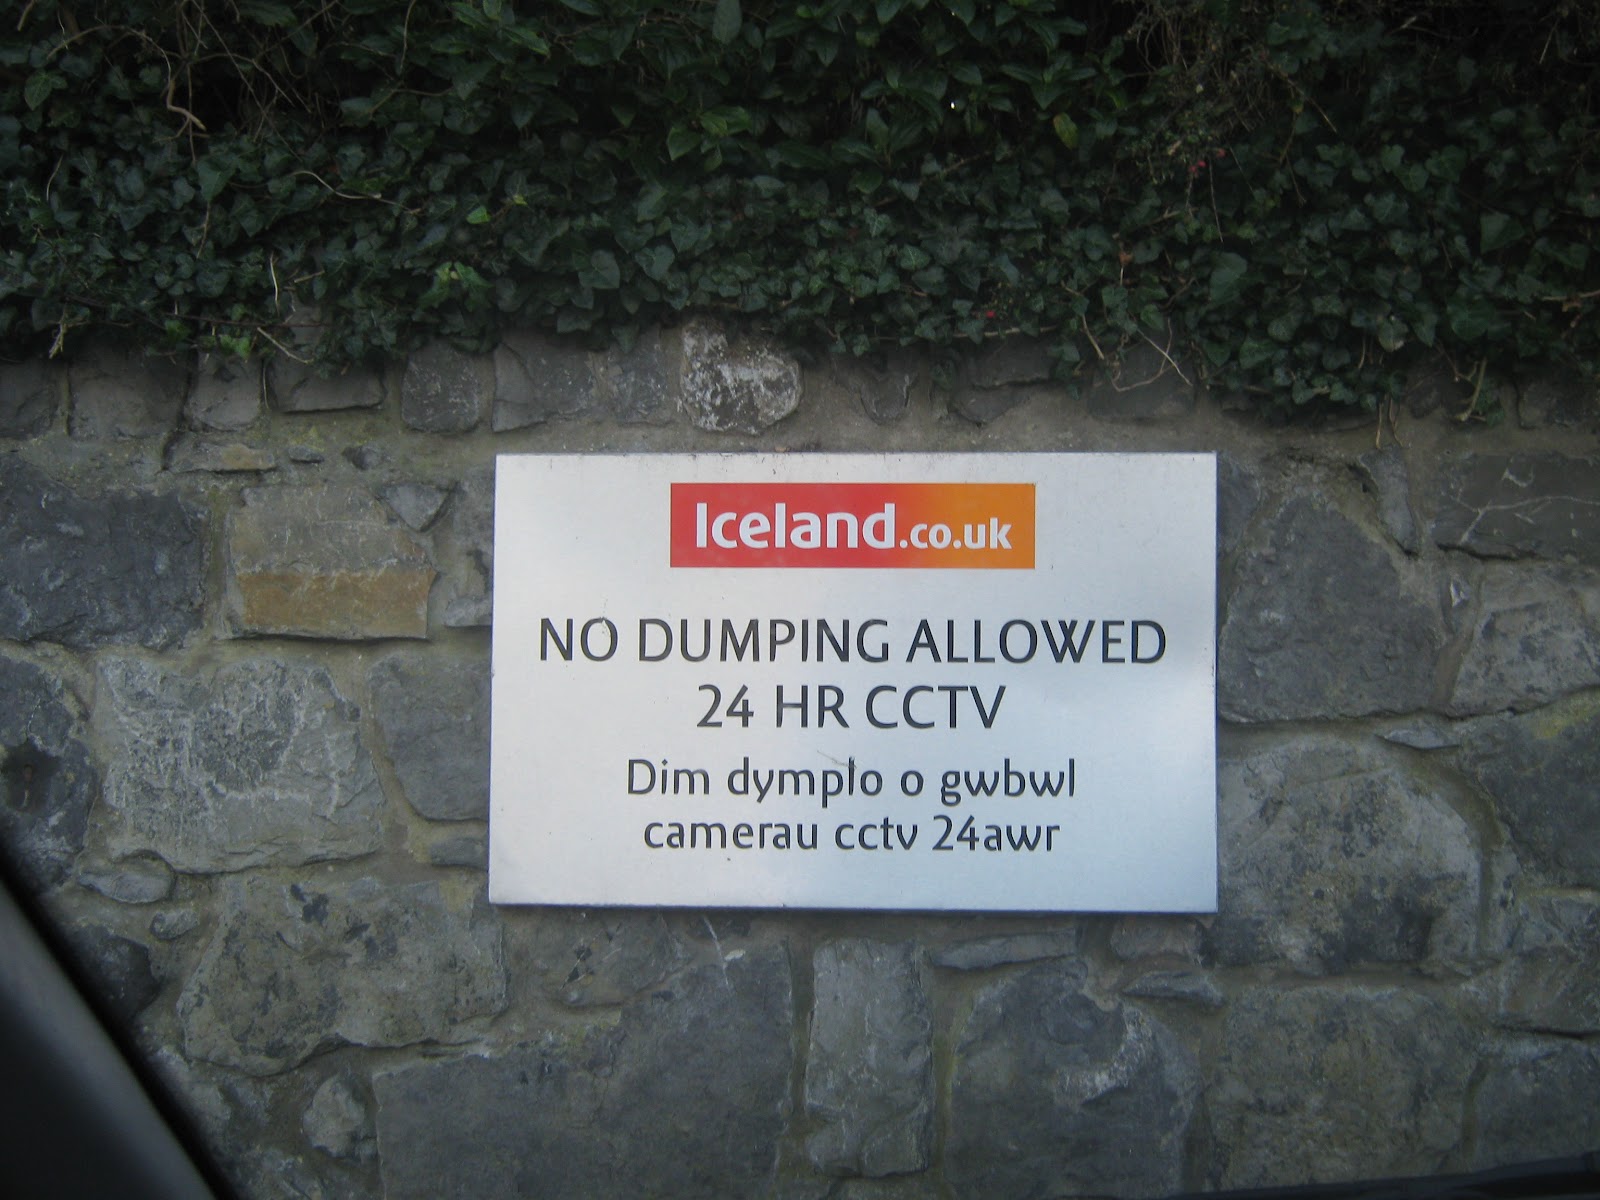 Iceland.co.uk
NO DUMPING ALLOWED
24 HR CCTV
Dim dymplo o gwbwl
camerau cctv 24awr